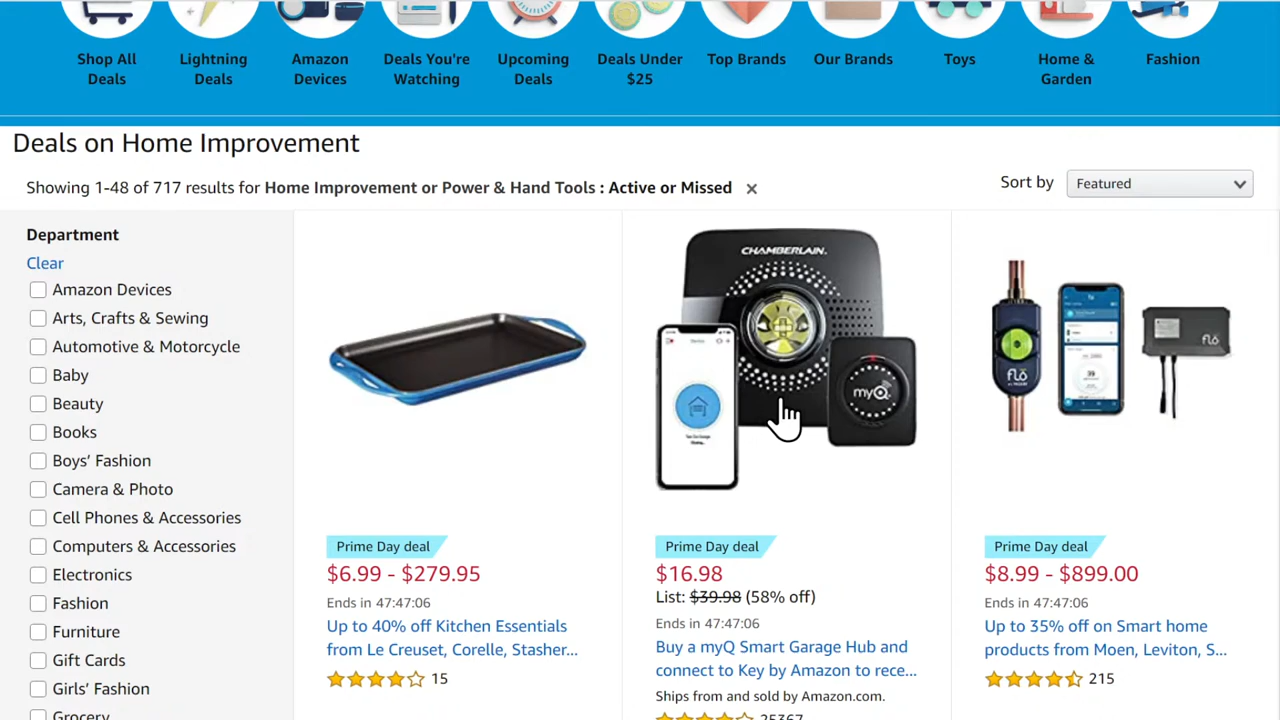 Shop All
Deals
Lightning
Deals
Amazon
Devices
Deals You're
Watching
Upcoming
Deals
Deals Under
$25
Top Brands
Our Brands
Toys
Home &
Garden
Fashion
Deals on Home Improvement
Showing 1-48 of 717 results for Home Improvement or Power & Hand Tools : Active or Missed
Sort by
Featured
Department
Clear
Amazon Devices
Arts, Crafts & Sewing
Automotive & Motorcycle
Baby
Beauty
Books
Boys' Fashion
Camera & Photo
Cell Phones & Accessories
Computers & Accessories
Electronics
Fashion
Furniture
Gift Cards
Girls' Fashion
Grocery
Prime Day deal
$6.99 - $279.95
Ends in 47:47:06
Up to 40% off Kitchen Essentials
from Le Creuset, Corelle, Stasher...
15
CHAMBERLAIN.
myQ
Prime Day deal
$16.98
List: $39.98 (58% off)
Ends in 47:47:06
Buy a myQ Smart Garage Hub and
connect to Key by Amazon to rece...
Ships from and sold by Amazon.com.
25367
flo
flo
Prime Day deal
$8.99 - $899.00
Ends in 47:47:06
Up to 35% off on Smart home
products from Moen, Leviton, S...
215